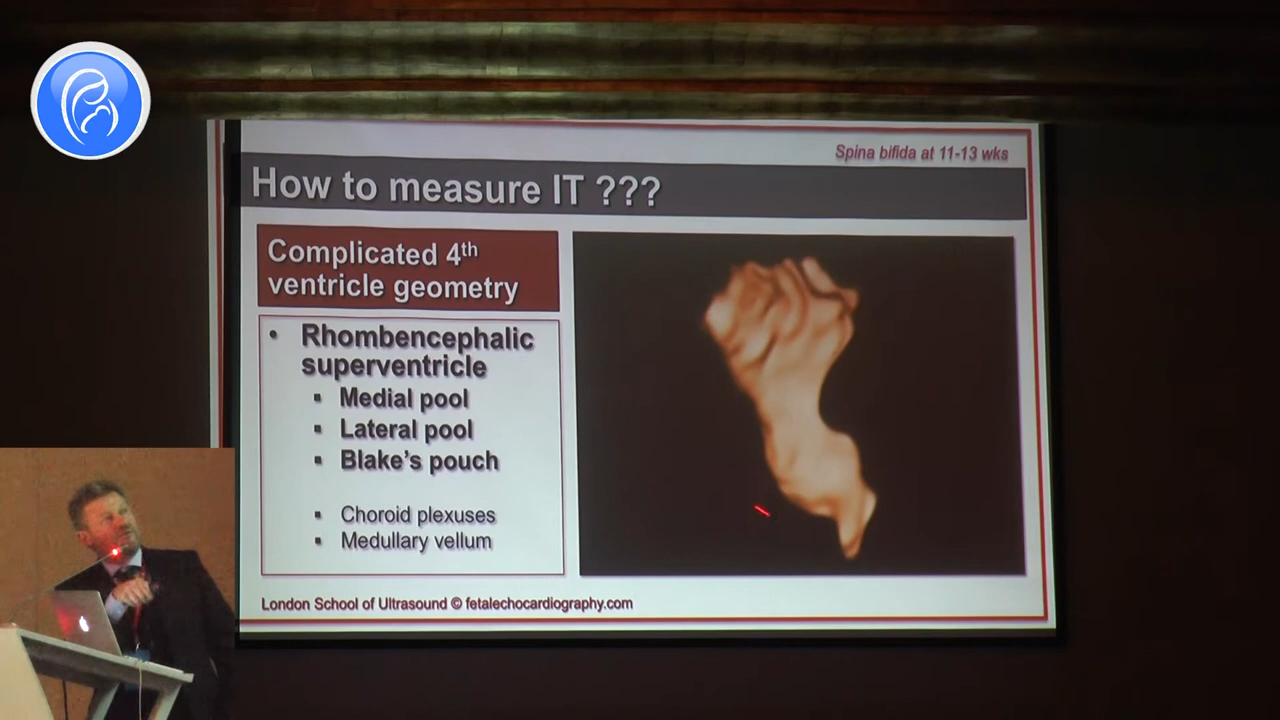 Spina bifida at 11-13 wks
How to measure IT ???
Complicated 4th
ventricle geometry
• Rhombencephalic
superventricle
▪ Medial pool
▪ Lateral pool
▪ Blake's pouch
▪ Choroid plexuses
▪ Medullary vellum
London School of Ultrasound © fetalechocardiography.com